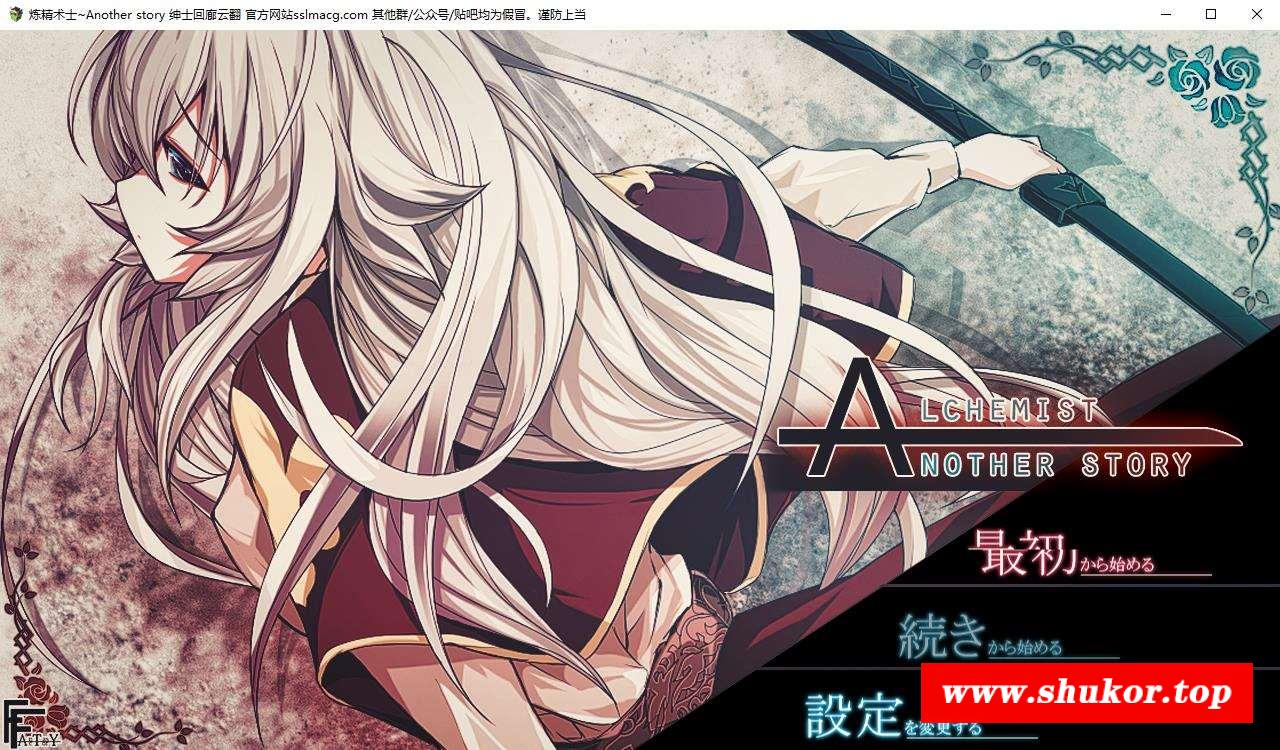 炼精术士~Another story 绅士回廊云翻 官方网站sslmacg.com 其他群/公众号/贴吧均为假冒。谨防上当
ALCHEMIST
ANOTHER STORY
最初から始める
続きから始める
www.shukor.top
設定を変更する
FATY